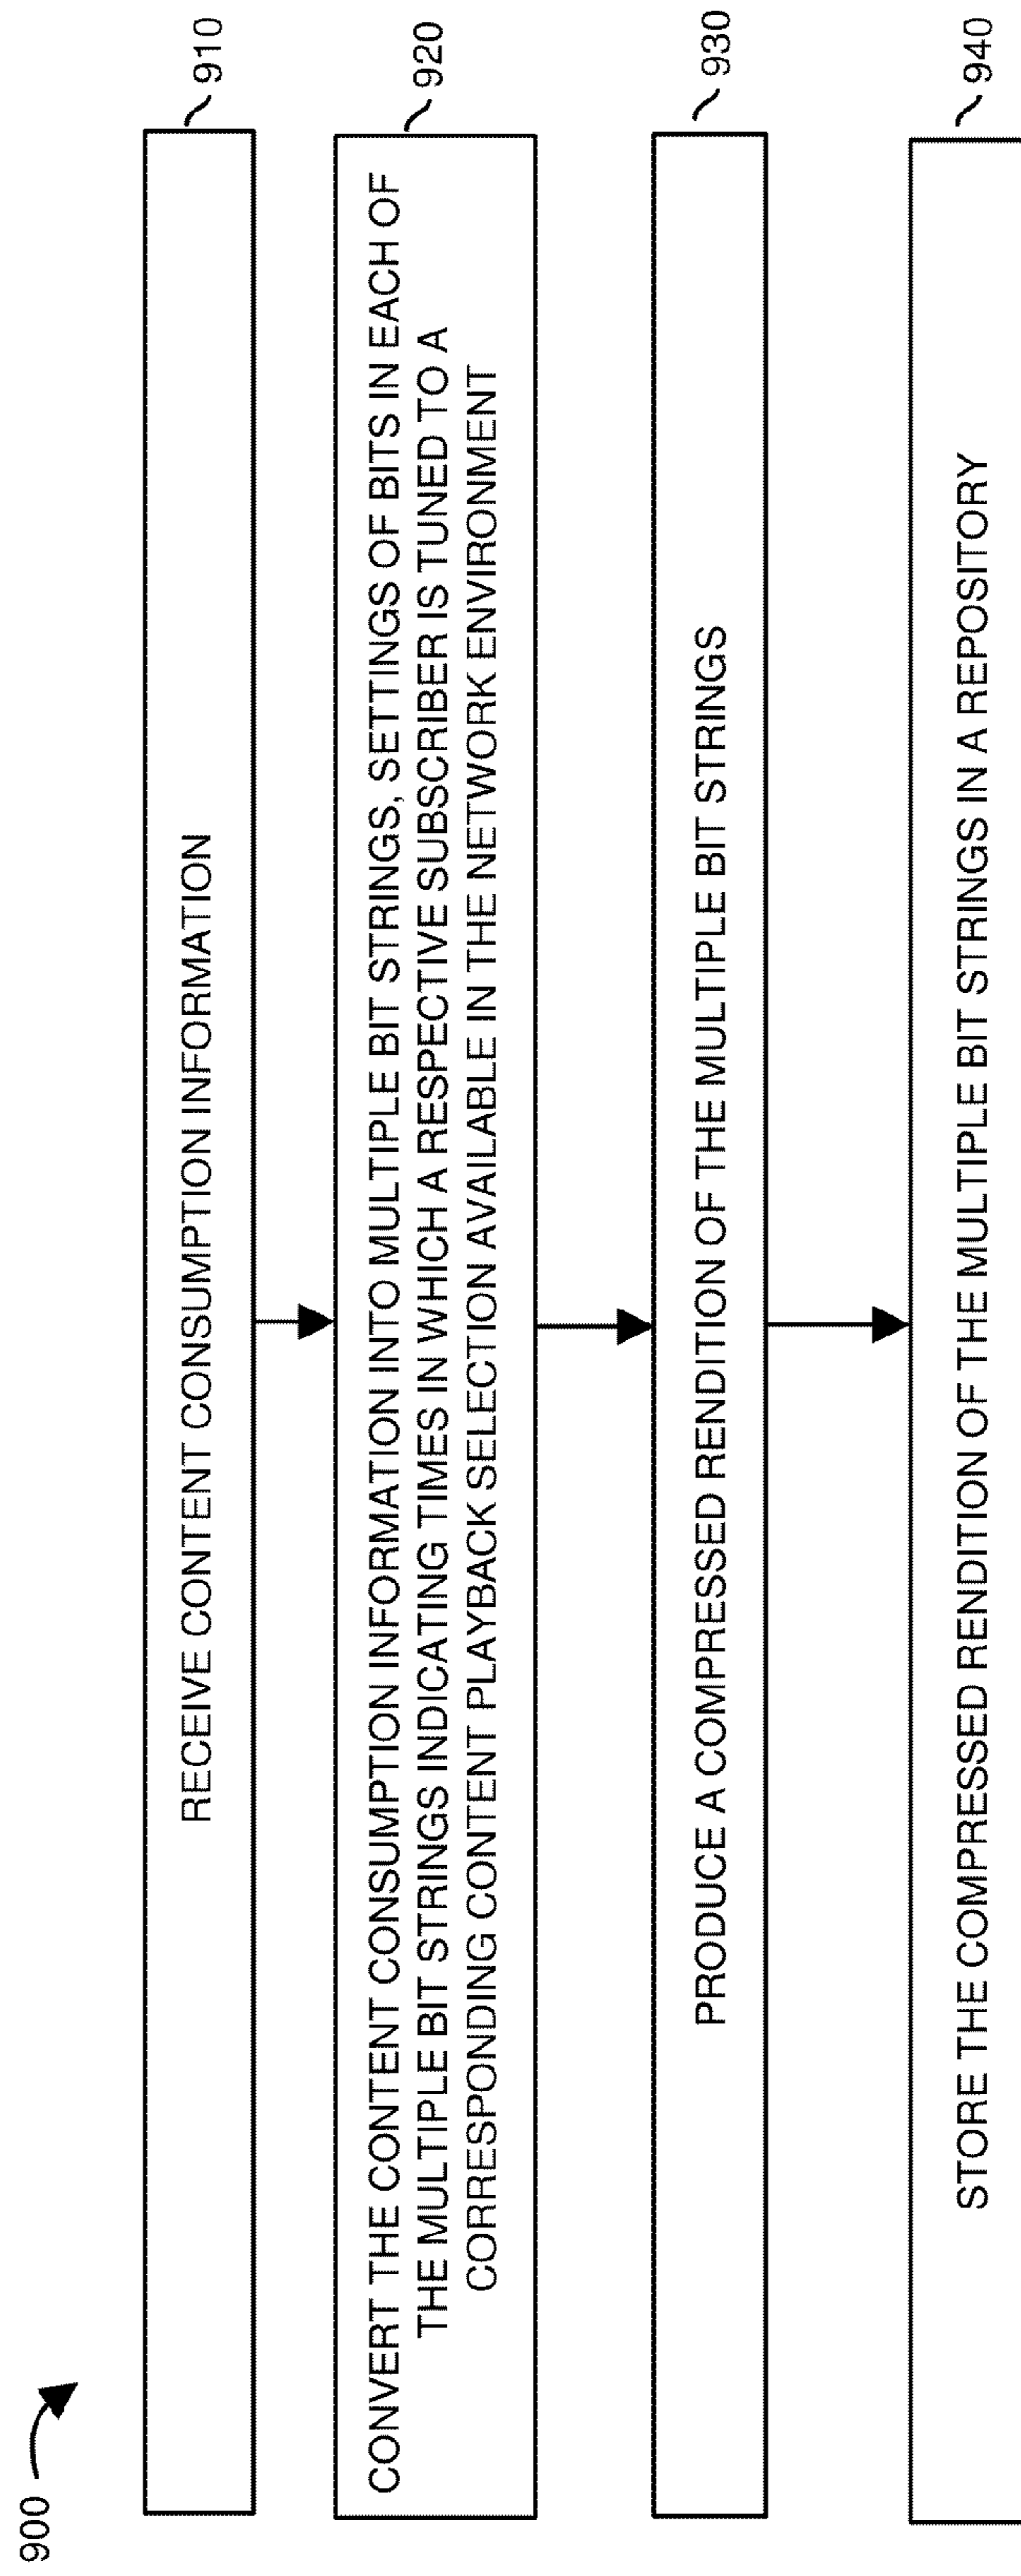 900
RECEIVE CONTENT CONSUMPTION INFORMATION
910
CONVERT THE CONTENT CONSUMPTION INFORMATION INTO MULTIPLE BIT STRINGS, SETTINGS OF BITS IN EACH OF
THE MULTIPLE BIT STRINGS INDICATING TIMES IN WHICH A RESPECTIVE SUBSCRIBER IS TUNED TO A
CORRESPONDING CONTENT PLAYBACK SELECTION AVAILABLE IN THE NETWORK ENVIRONMENT
920
PRODUCE A COMPRESSED RENDITION OF THE MULTIPLE BIT STRINGS
930
STORE THE COMPRESSED RENDITION OF THE MULTIPLE BIT STRINGS IN A REPOSITORY
940